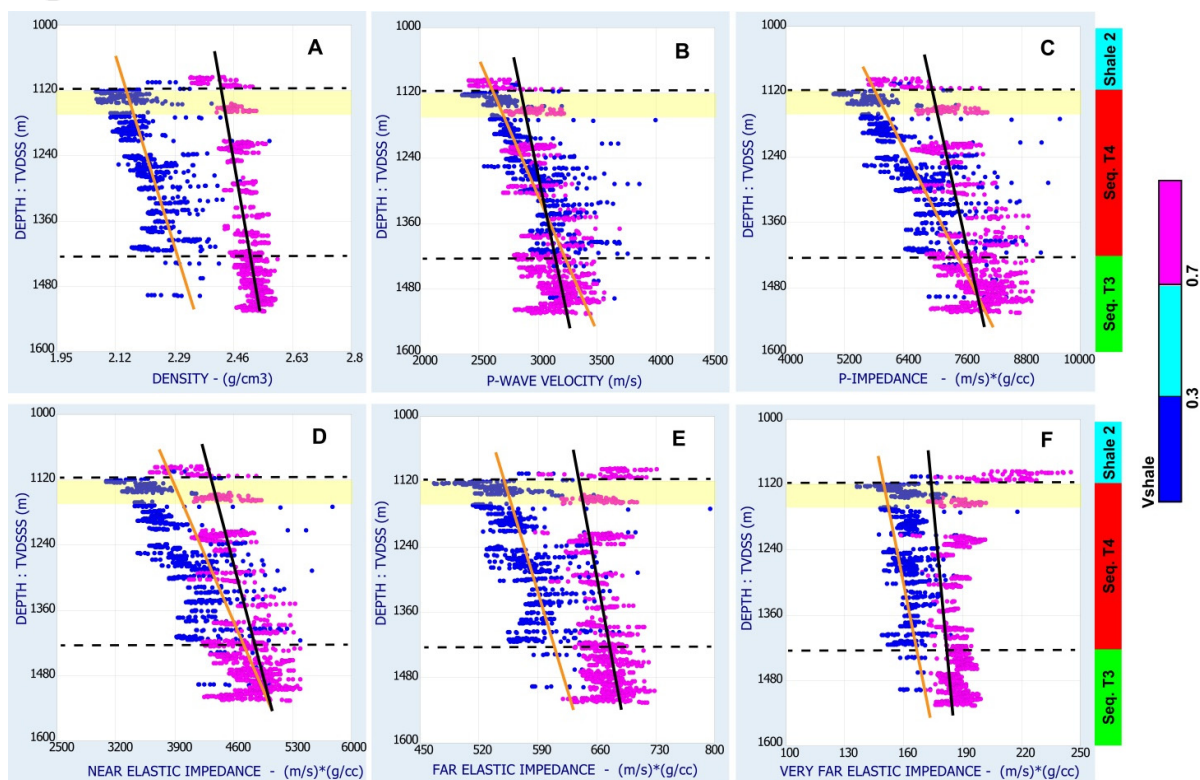 A
1000
1120
1240
1360
1480
1600
DEPTH : TVDSS (m)
1.95 2.12 2.29 2.46 2.63 2.8
DENSITY - (g/cm3)
B
1000
1120
1240
1360
1480
1600
DEPTH : TVDSS (m)
2000 2500 3000 3500 4000 4500
P-WAVE VELOCITY (m/s)
C
1000
1120
1240
1360
1480
1600
DEPTH : TVDSS (m)
4000 5200 6400 7600 8800 10000
P-IMPEDANCE - (m/s)*(g/cc)
Shale 2
Seq. T4
Seq. T3
D
1000
1120
1240
1360
1480
1600
DEPTH : TVDSSS (m)
2500 3200 3900 4600 5300 6000
NEAR ELASTIC IMPEDANCE - (m/s)*(g/cc)
E
1000
1120
1240
1360
1480
1600
DEPTH : TVDSS (m)
450 520 590 660 730 800
FAR ELASTIC IMPEDANCE - (m/s)*(g/cc)
F
1000
1120
1240
1360
1480
1600
DEPTH : TVDSS (m)
100 130 160 190 220 250
VERY FAR ELASTIC IMPEDANCE - (m/s)*(g/cc)
Shale 2
Seq. T4
Seq. T3
0.7
0.3
Vshale